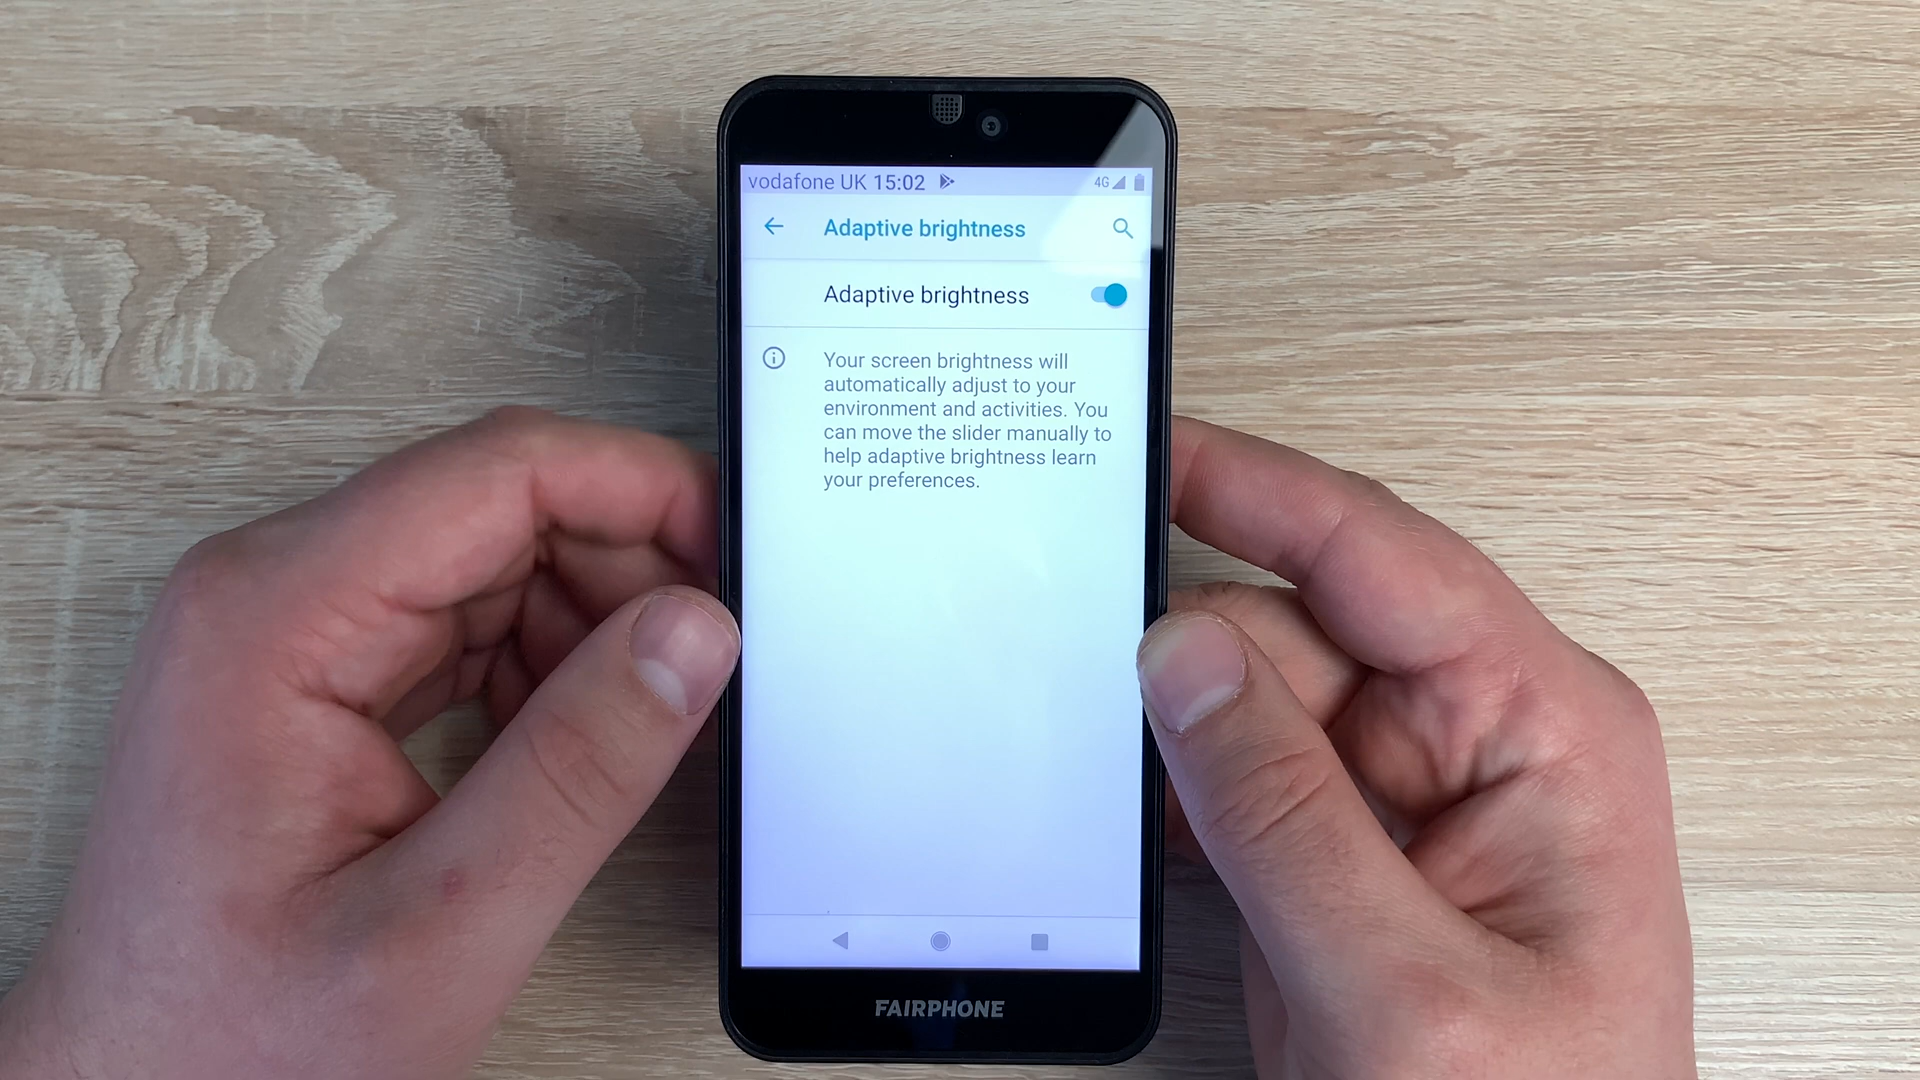 vodafone UK 15:02
4G
Adaptive brightness
Adaptive brightness
Your screen brightness will
automatically adjust to your
environment and activities. You
can move the slider manually to
help adaptive brightness learn
your preferences.
FAIRPHONE